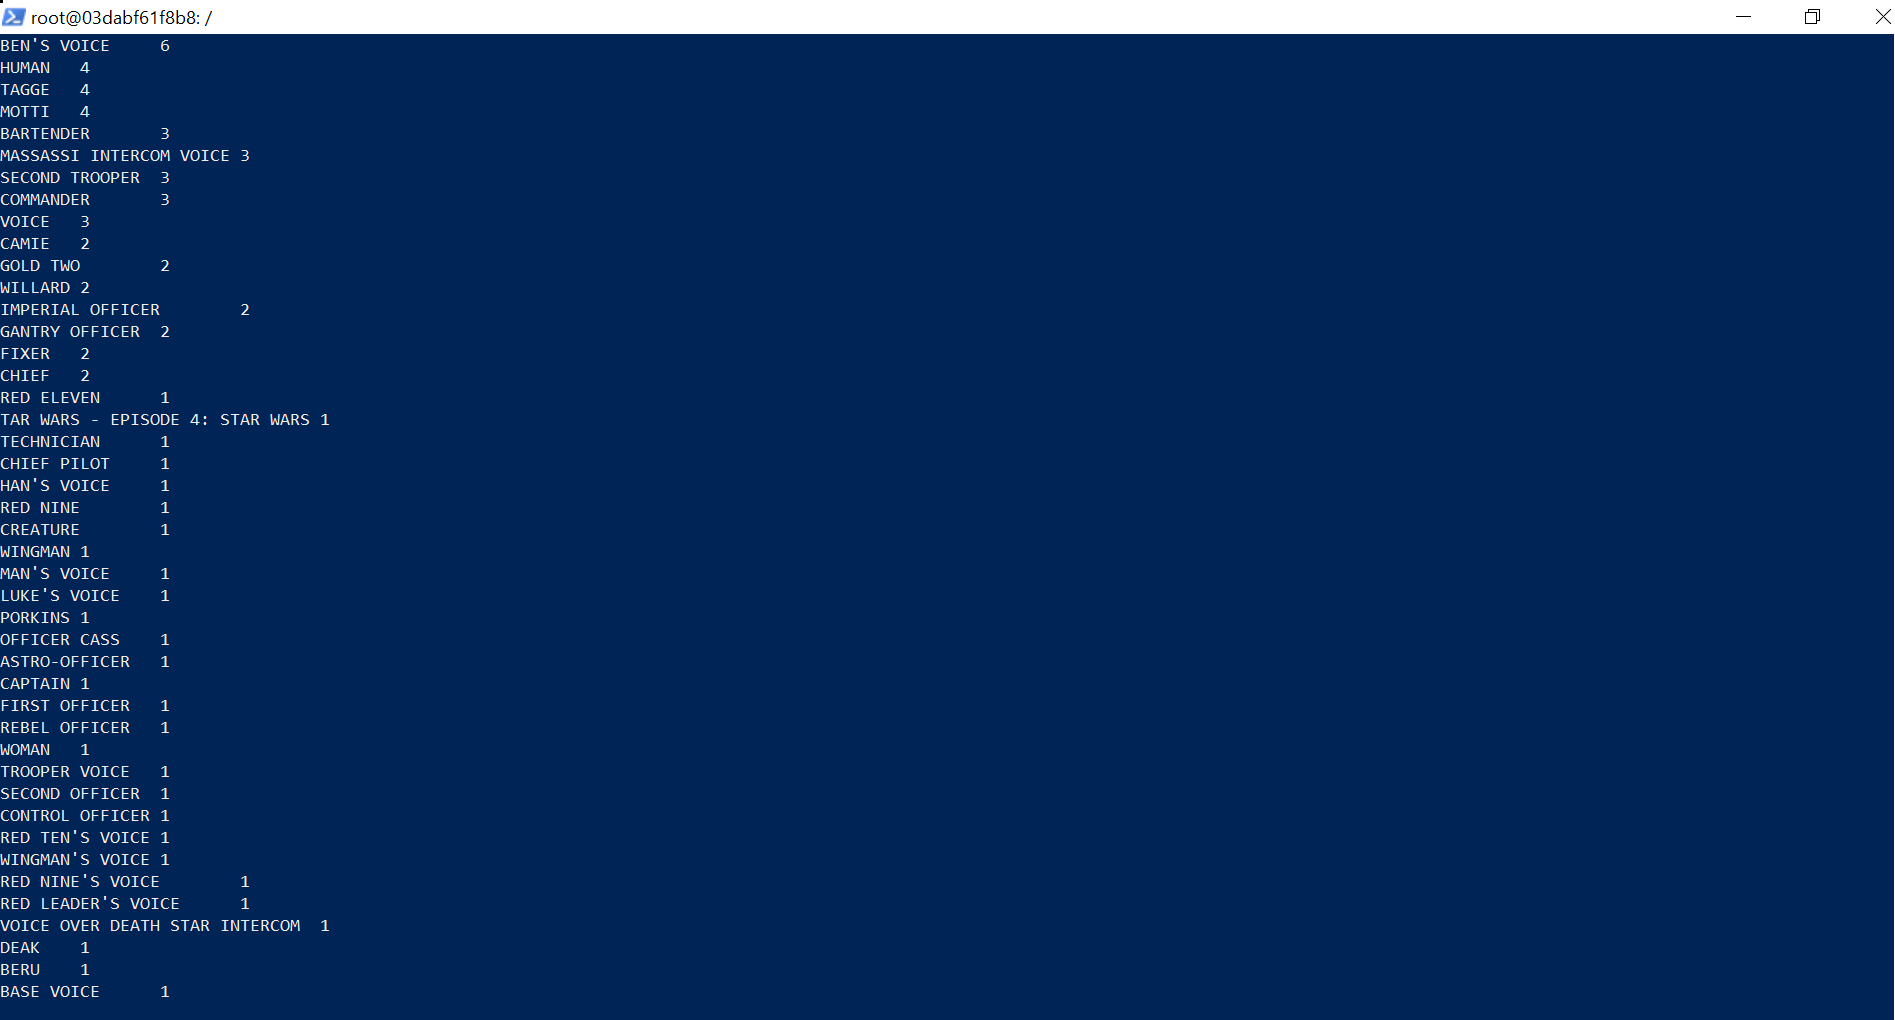 root@03dabf61f8b8: /
BEN'S VOICE 6
HUMAN 4
TAGGE 4
MOTTI 4
BARTENDER 3
MASSASSI INTERCOM VOICE 3
SECOND TROOPER 3
COMMANDER 3
VOICE 3
CAMIE 2
GOLD TWO 2
WILLARD 2
IMPERIAL OFFICER 2
GANTRY OFFICER 2
FIXER 2
CHIEF 2
RED ELEVEN 1
TAR WARS - EPISODE 4: STAR WARS 1
TECHNICIAN 1
CHIEF PILOT 1
HAN'S VOICE 1
RED NINE 1
CREATURE 1
WINGMAN 1
MAN'S VOICE 1
LUKE'S VOICE 1
PORKINS 1
OFFICER CASS 1
ASTRO-OFFICER 1
CAPTAIN 1
FIRST OFFICER 1
REBEL OFFICER 1
WOMAN 1
TROOPER VOICE 1
SECOND OFFICER 1
CONTROL OFFICER 1
RED TEN'S VOICE 1
WINGMAN'S VOICE 1
RED NINE'S VOICE 1
RED LEADER'S VOICE 1
VOICE OVER DEATH STAR INTERCOM 1
DEAK 1
BERU 1
BASE VOICE 1